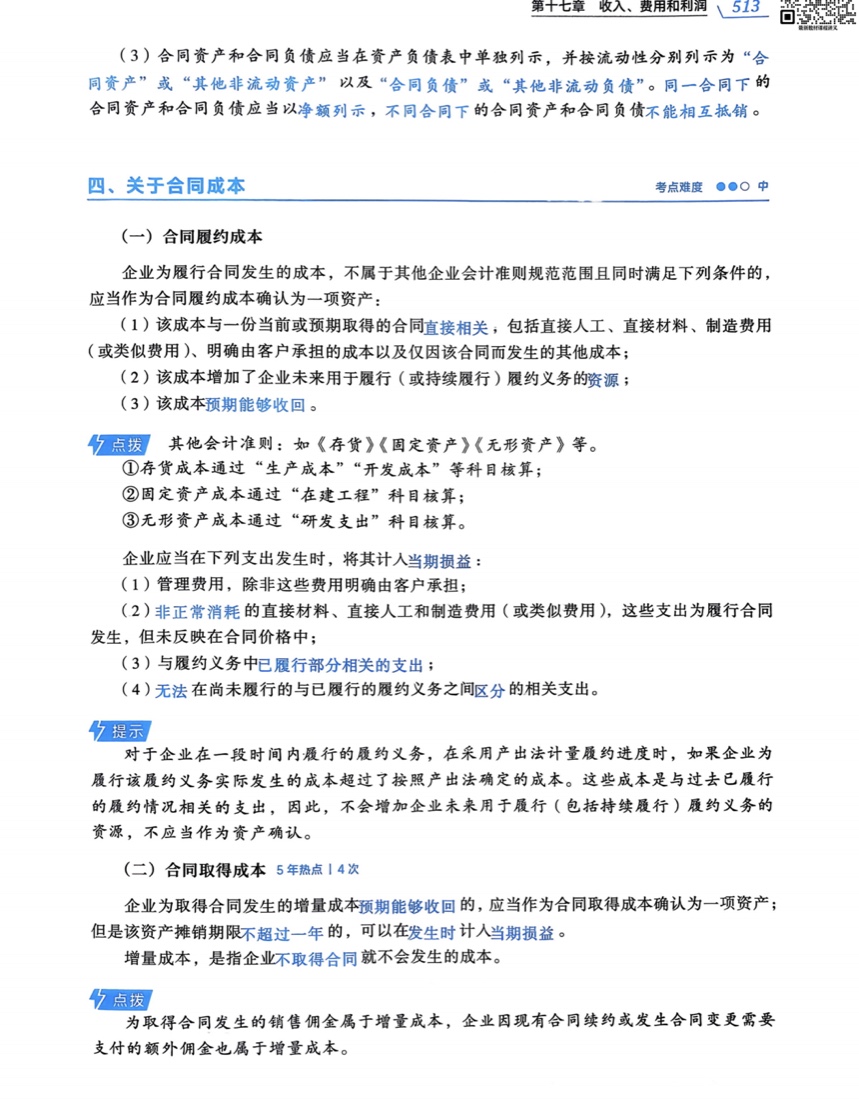 第十七章 收入、费用和利润 513
(3)合同资产和合同负债应当在资产负债表中单独列示,并按流动性分别列示为“合
同资产”或“其他非流动资产”以及“合同负债”或“其他非流动负债”。同一合同下的
合同资产和合同负债应当以净额列示,不同合同下的合同资产和合同负债不能相互抵销。
四、关于合同成本 考点难度 ●●○ 中
(一)合同履约成本
企业为履行合同发生的成本,不属于其他企业会计准则规范范围且同时满足下列条件的,
应当作为合同履约成本确认为一项资产:
(1)该成本与一份当前或预期取得的合同直接相关,包括直接人工、直接材料、制造费用
(或类似费用)、明确由客户承担的成本以及仅因该合同而发生的其他成本;
(2)该成本增加了企业未来用于履行(或持续履行)履约义务的资源;
(3)该成本预期能够收回。
点拨 其他会计准则:如《存货》《固定资产》《无形资产》等。
①存货成本通过“生产成本”“开发成本”等科目核算;
②固定资产成本通过“在建工程”科目核算;
③无形资产成本通过“研发支出”科目核算。
企业应当在下列支出发生时,将其计入当期损益:
(1)管理费用,除非这些费用明确由客户承担;
(2)非正常消耗的直接材料、直接人工和制造费用(或类似费用),这些支出为履行合同
发生,但未反映在合同价格中;
(3)与履约义务中已履行部分相关的支出;
(4)无法在尚未履行的与已履行的履约义务之间区分的相关支出。
提示
对于企业在一段时间内履行的履约义务,在采用产出法计量履约进度时,如果企业为
履行该履约义务实际发生的成本超过了按照产出法确定的成本。这些成本是与过去已履行
的履约情况相关的支出,因此,不会增加企业未来用于履行(包括持续履行)履约义务的
资源,不应当作为资产确认。
(二)合同取得成本 5年热点|4次
企业为取得合同发生的增量成本预期能够收回的,应当作为合同取得成本确认为一项资产;
但是该资产摊销期限不超过一年的,可以在发生时计入当期损益。
增量成本,是指企业不取得合同就不会发生的成本。
点拨
为取得合同发生的销售佣金属于增量成本,企业因现有合同续约或发生合同变更需要
支付的额外佣金也属于增量成本。